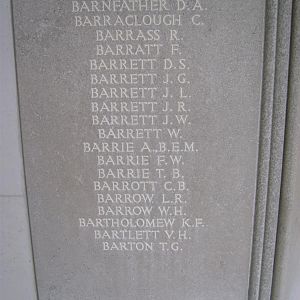 BARNFATHER D.A.
BARRACLOUGH C.
BARRASS R.
BARRATT F.
BARRETT D.S.
BARRETT J.G.
BARRETT J.L.
BARRETT J.R.
BARRETT J.W.
BARRETT W.
BARRIE A.,B.E.M.
BARRIE F.W.
BARRIE T.B.
BARROTT C.B.
BARROW L.R.
BARROW W.H.
BARTHOLOMEW K.F.
BARTLETT V.H.
BARTON T.G.